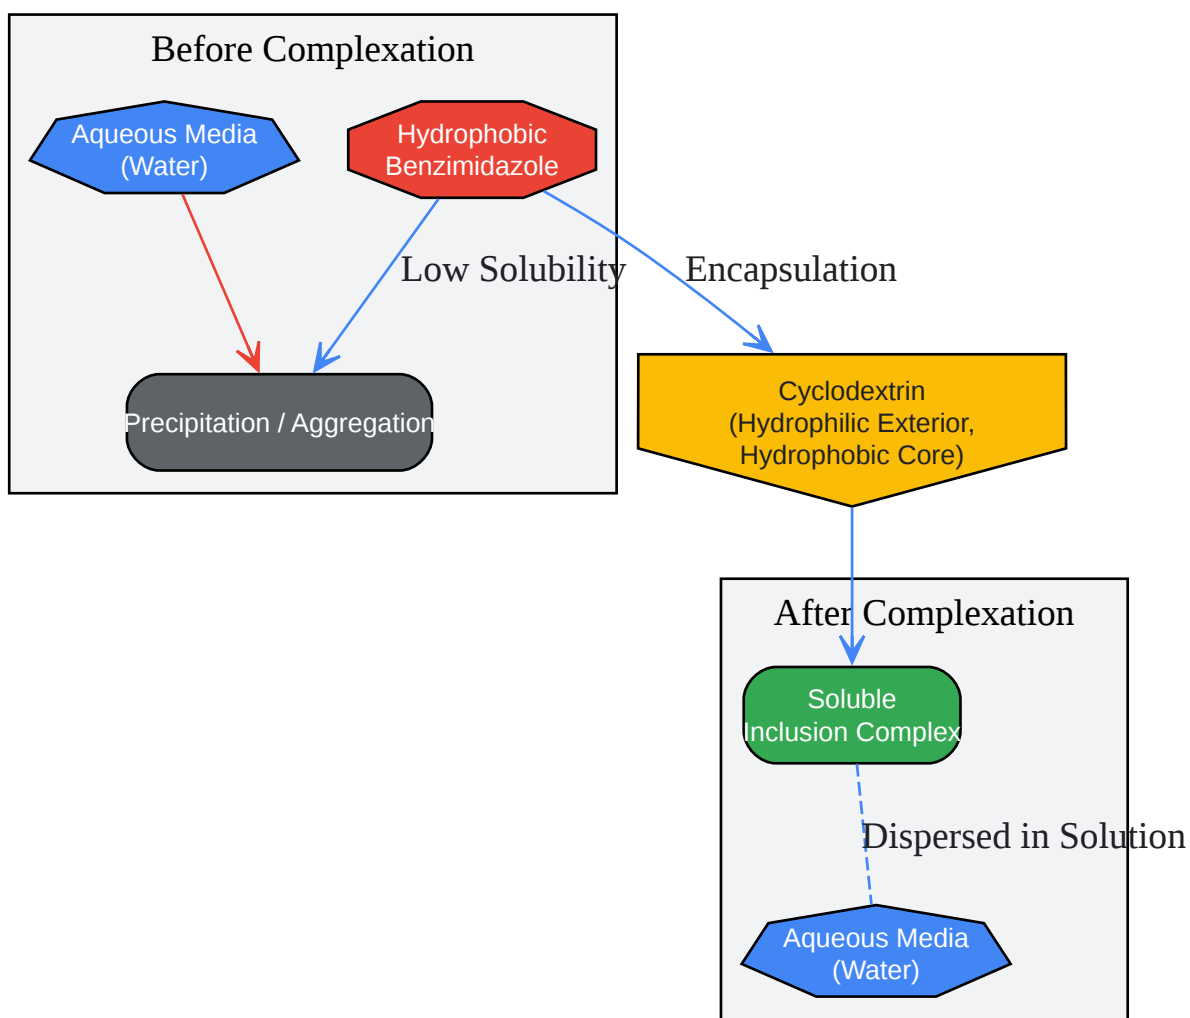 Before Complexation
Aqueous Media
(Water)
Hydrophobic
Benzimidazole
Low Solubility
Encapsulation
Precipitation / Aggregation
Cyclodextrin
(Hydrophilic Exterior,
Hydrophobic Core)
After Complexation
Soluble
Inclusion Complex
Dispersed in Solution
Aqueous Media
(Water)